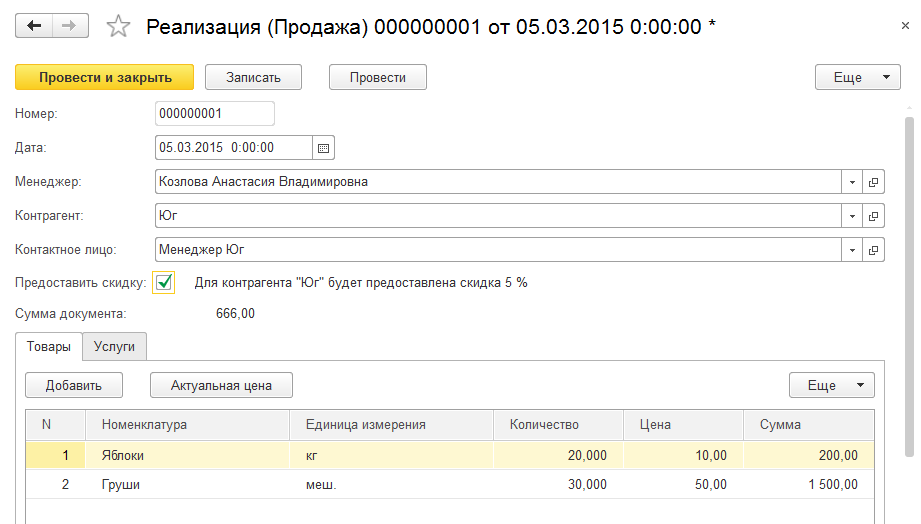 Реализация (Продажа) 000000001 от 05.03.2015 0:00:00 *
Провести и закрыть Записать Провести Еще
Номер: 000000001
Дата: 05.03.2015 0:00:00
Менеджер: Козлова Анастасия Владимировна
Контрагент: Юг
Контактное лицо: Менеджер Юг
Предоставить скидку: Для контрагента "Юг" будет предоставлена скидка 5 %
Сумма документа: 666,00
Товары Услуги
Добавить Актуальная цена Еще
N Номенклатура Единица измерения Количество Цена Сумма
1 Яблоки кг 20,000 10,00 200,00
2 Груши меш. 30,000 50,00 1 500,00